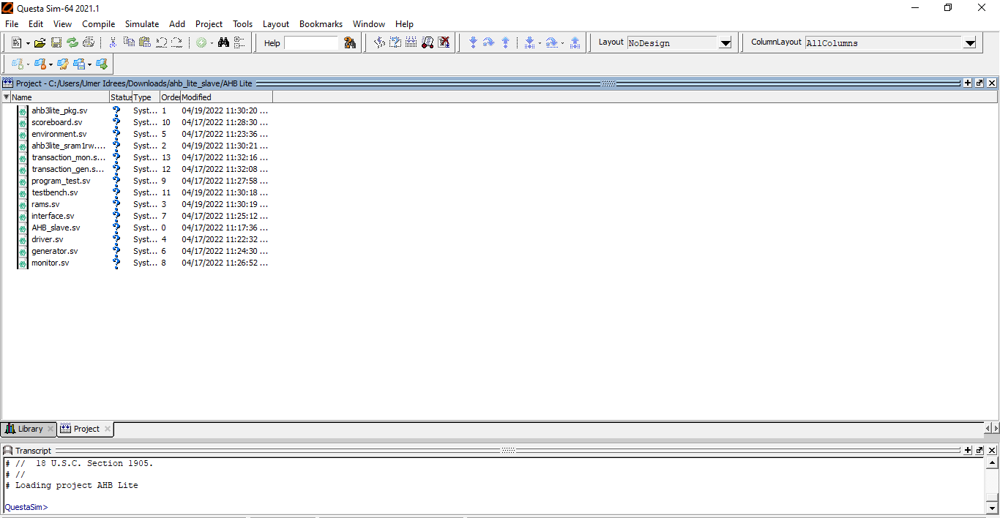 Questa Sim-64 2021.1
File Edit View Compile Simulate Add Project Tools Layout Bookmarks Window Help
Help Layout NoDesign ColumnLayout AllColumns
Project - C:/Users/Umer Idrees/Downloads/ahb_lite_slave/AHB Lite
Name Status Type Order Modified
ahb3lite_pkg.sv Syst... 1 04/19/2022 11:30:20 ...
scoreboard.sv Syst... 10 04/17/2022 11:28:30 ...
environment.sv Syst... 5 04/17/2022 11:23:36 ...
ahb3lite_sram1rw.... Syst... 2 04/19/2022 11:30:21 ...
transaction_mon.s... Syst... 13 04/17/2022 11:32:16 ...
transaction_gen.s... Syst... 12 04/17/2022 11:32:08 ...
program_test.sv Syst... 9 04/17/2022 11:27:58 ...
testbench.sv Syst... 11 04/19/2022 11:30:18 ...
rams.sv Syst... 3 04/19/2022 11:30:19 ...
interface.sv Syst... 7 04/17/2022 11:25:12 ...
AHB_slave.sv Syst... 0 04/17/2022 11:17:36 ...
driver.sv Syst... 4 04/17/2022 11:22:32 ...
generator.sv Syst... 6 04/17/2022 11:24:30 ...
monitor.sv Syst... 8 04/17/2022 11:26:52 ...
Library Project
Transcript
# // 18 U.S.C. Section 1905.
# //
# Loading project AHB Lite
QuestaSim>